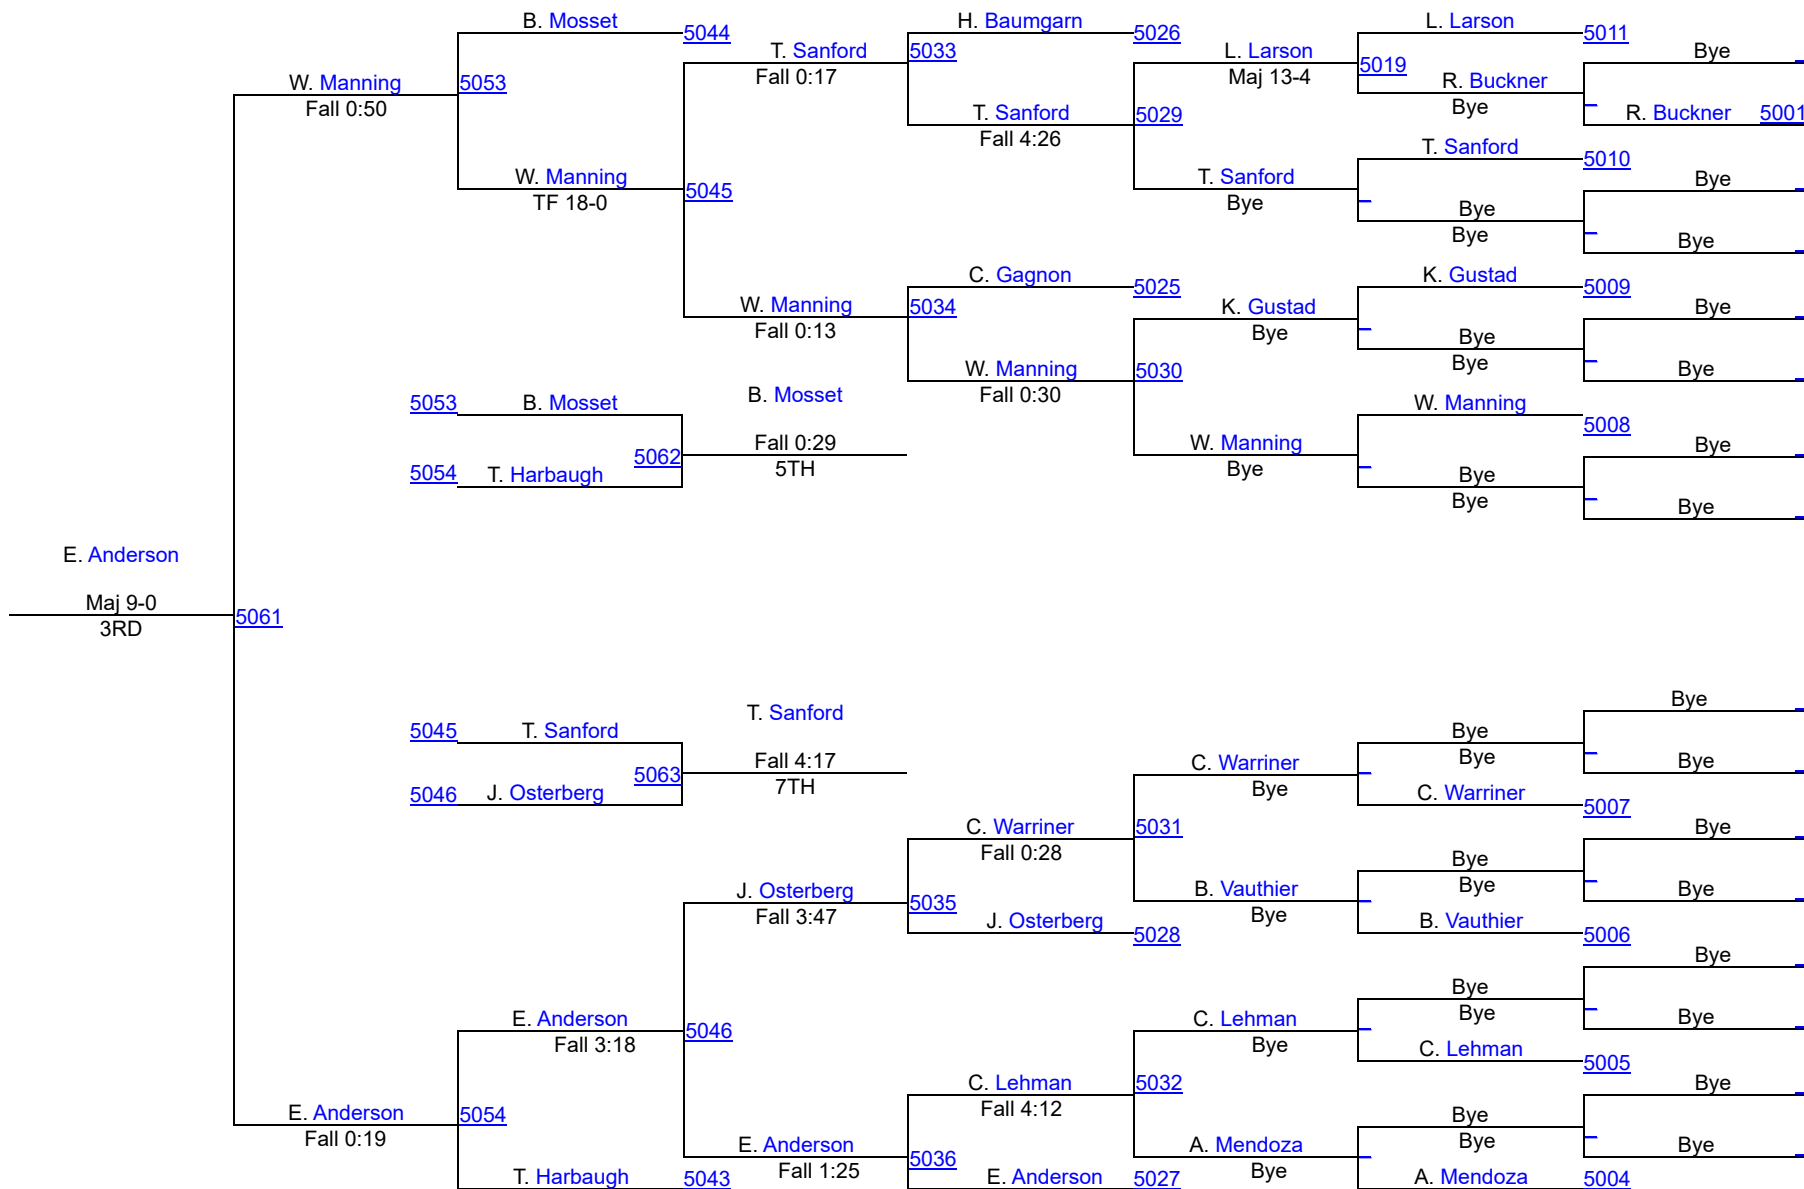 B. Mosset
5044
H. Baumgarn
5026
L. Larson
5011
T. Sanford
5033
Fall 0:17
L. Larson
5019
Maj 13-4
Bye
W. Manning
5053
Fall 0:50
R. Buckner
Bye
T. Sanford
5029
Fall 4:26
R. Buckner 5001
T. Sanford
5010
W. Manning
5045
TF 18-0
T. Sanford
Bye
Bye
Bye
Bye
Bye
C. Gagnon
5025
K. Gustad
5009
W. Manning
5034
Fall 0:13
K. Gustad
Bye
Bye
Bye
Bye
W. Manning
5030
Fall 0:30
Bye
5053 B. Mosset
B. Mosset
W. Manning
5008
Fall 0:29
5062
5TH
W. Manning
Bye
Bye
5054 T. Harbaugh
Bye
Bye
Bye
E. Anderson
Maj 9-0
5061
3RD
Bye
T. Sanford
5045 T. Sanford
Bye
Bye
Fall 4:17
5063
7TH
C. Warriner
Bye
Bye
5046 J. Osterberg
C. Warriner
5007
C. Warriner
5031
Fall 0:28
Bye
Bye
Bye
J. Osterberg
5035
Fall 3:47
B. Vauthier
Bye
Bye
J. Osterberg
5028
B. Vauthier
5006
Bye
Bye
Bye
E. Anderson
5046
Fall 3:18
C. Lehman
Bye
Bye
C. Lehman
5005
C. Lehman
5032
Fall 4:12
Bye
E. Anderson
5054
Fall 0:19
Bye
Bye
E. Anderson
5036
Fall 1:25
A. Mendoza
Bye
Bye
T. Harbaugh
5043
E. Anderson
5027
A. Mendoza
5004